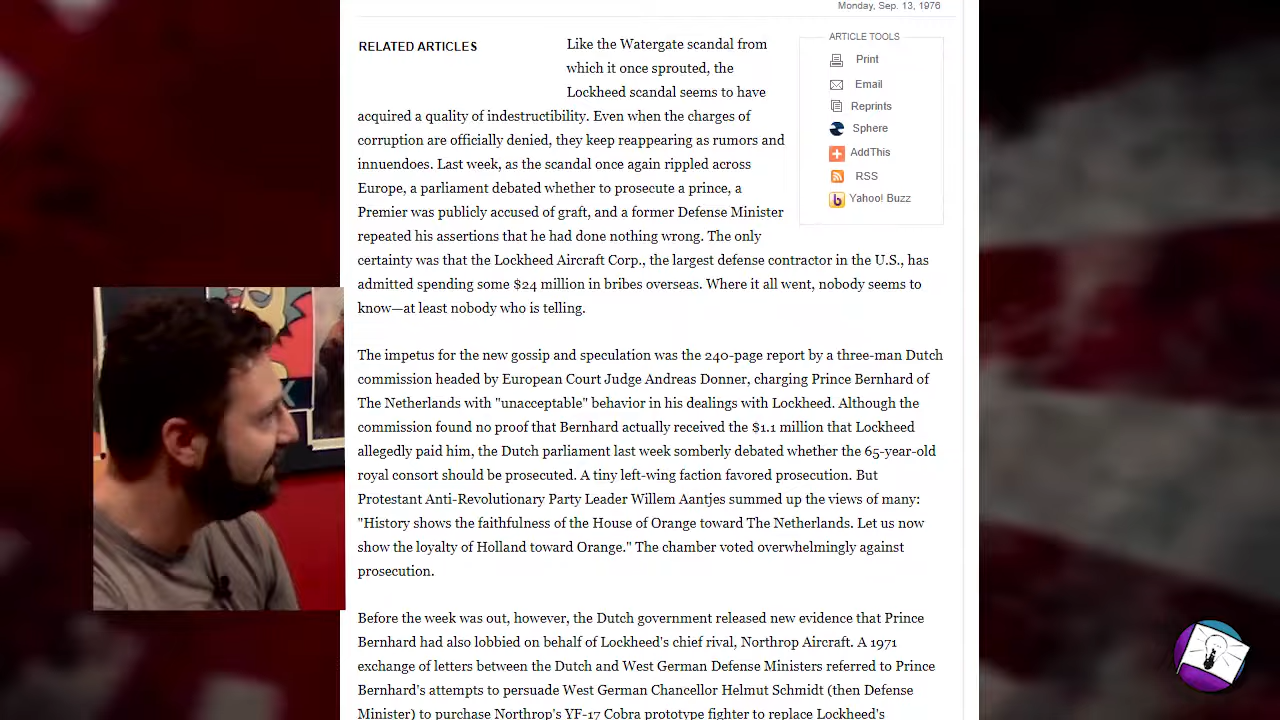 Monday, Sep. 13, 1976
RELATED ARTICLES
Like the Watergate scandal from
which it once sprouted, the
Lockheed scandal seems to have
acquired a quality of indestructibility. Even when the charges of
corruption are officially denied, they keep reappearing as rumors and
innuendoes. Last week, as the scandal once again rippled across
Europe, a parliament debated whether to prosecute a prince, a
Premier was publicly accused of graft, and a former Defense Minister
repeated his assertions that he had done nothing wrong. The only
certainty was that the Lockheed Aircraft Corp., the largest defense contractor in the U.S., has
admitted spending some $24 million in bribes overseas. Where it all went, nobody seems to
know—at least nobody who is telling.
ARTICLE TOOLS
Print
Email
Reprints
Sphere
AddThis
RSS
Yahoo! Buzz
The impetus for the new gossip and speculation was the 240-page report by a three-man Dutch
commission headed by European Court Judge Andreas Donner, charging Prince Bernhard of
The Netherlands with "unacceptable" behavior in his dealings with Lockheed. Although the
commission found no proof that Bernhard actually received the $1.1 million that Lockheed
allegedly paid him, the Dutch parliament last week somberly debated whether the 65-year-old
royal consort should be prosecuted. A tiny left-wing faction favored prosecution. But
Protestant Anti-Revolutionary Party Leader Willem Aantjes summed up the views of many:
"History shows the faithfulness of the House of Orange toward The Netherlands. Let us now
show the loyalty of Holland toward Orange." The chamber voted overwhelmingly against
prosecution.
Before the week was out, however, the Dutch government released new evidence that Prince
Bernhard had also lobbied on behalf of Lockheed's chief rival, Northrop Aircraft. A 1971
exchange of letters between the Dutch and West German Defense Ministers referred to Prince
Bernhard's attempts to persuade West German Chancellor Helmut Schmidt (then Defense
Minister) to purchase Northrop's YF-17 Cobra prototype fighter to replace Lockheed's